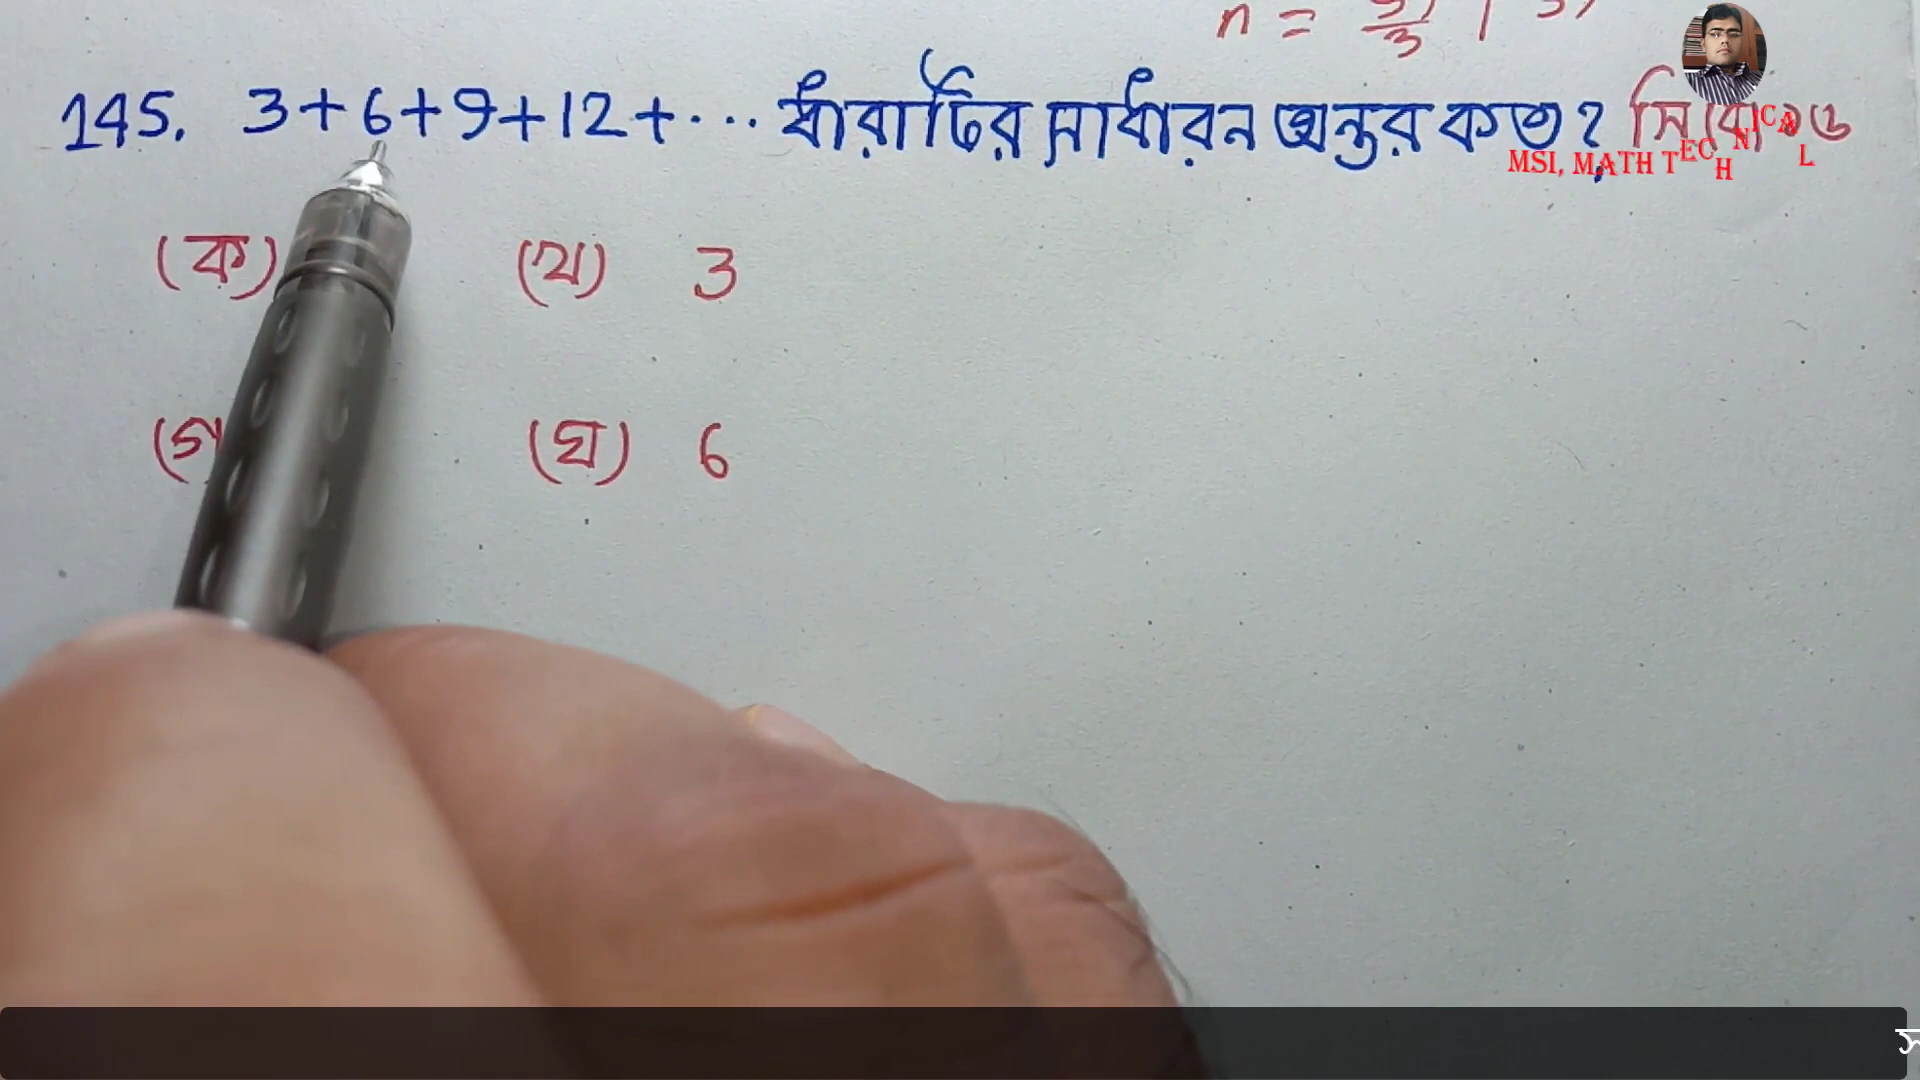 n =
145. 3+6+9+12+... ধারাটির সাধারন অন্তর কত? সি বো ১৬
MSI, MATH TECHNICAL
(ক) (খ) 3
(গ (ঘ) 6